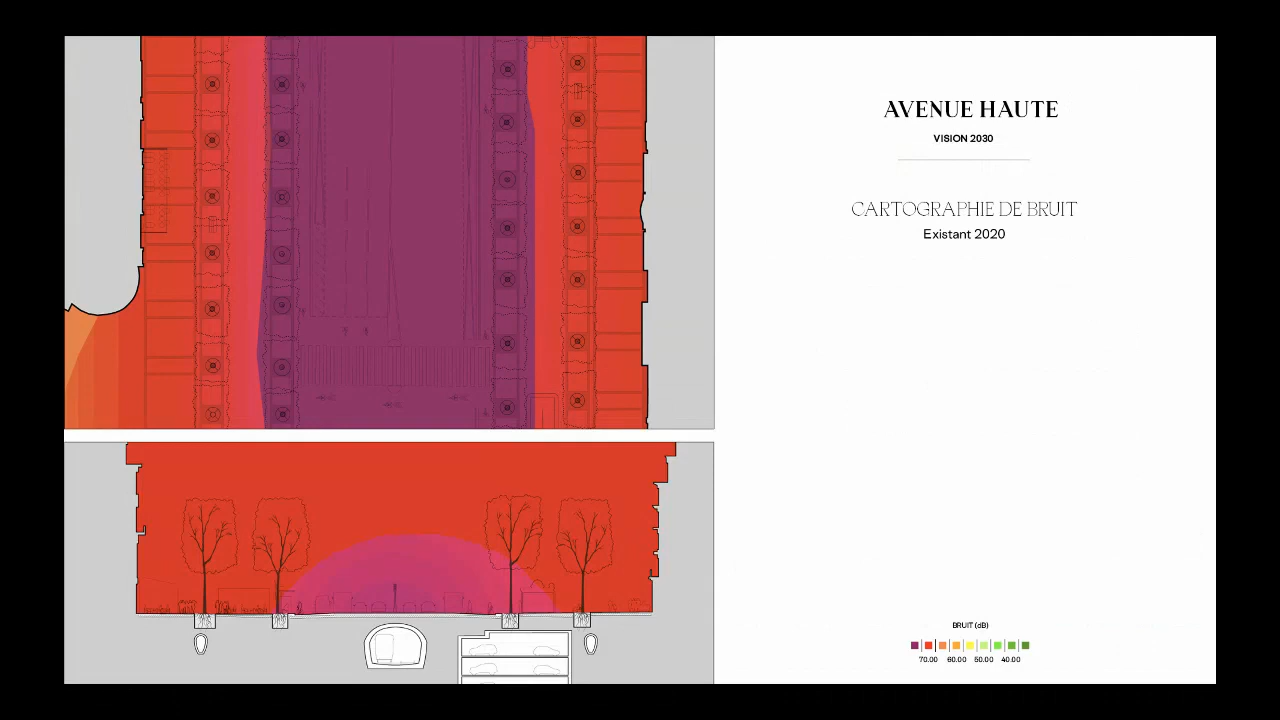 AVENUE HAUTE
VISION 2030
CARTOGRAPHIE DE BRUIT
Existant 2020
BRUIT (dB)
70.00 60.00 50.00 40.00